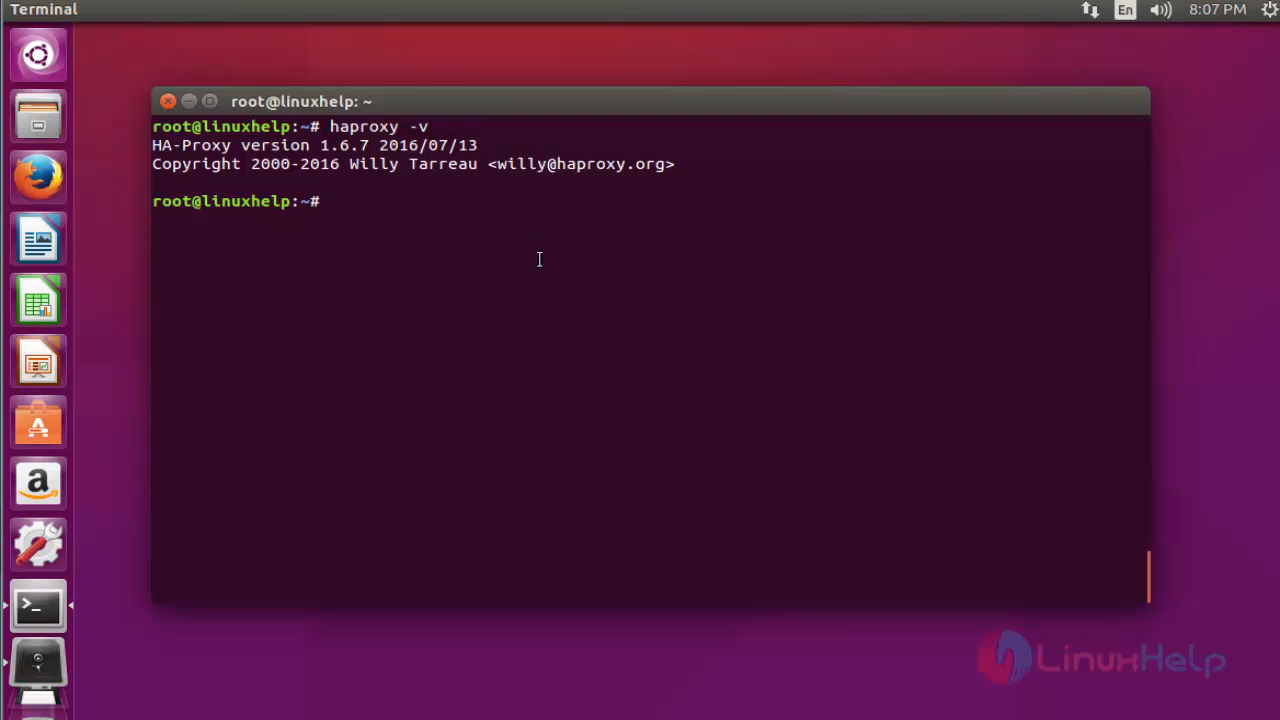 Terminal
En
8:07 PM
root@linuxhelp: ~
root@linuxhelp:~# haproxy -v
HA-Proxy version 1.6.7 2016/07/13
Copyright 2000-2016 Willy Tarreau <willy@haproxy.org>
root@linuxhelp:~#
LinuxHelp